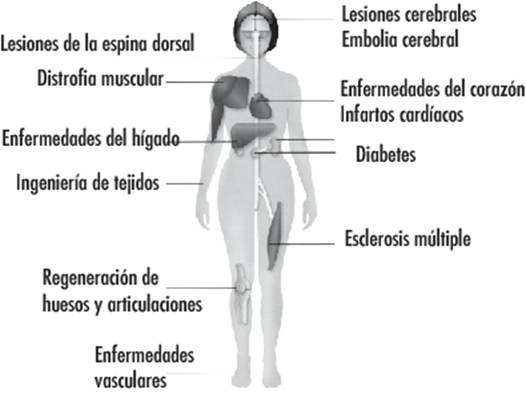 Lesiones cerebrales
Embolia cerebral
Lesiones de la espina dorsal
Distrofia muscular
Enfermedades del corazón
Infartos cardíacos
Enfermedades del hígado
Diabetes
Ingeniería de tejidos
Esclerosis múltiple
Regeneración de
huesos y articulaciones
Enfermedades
vasculares